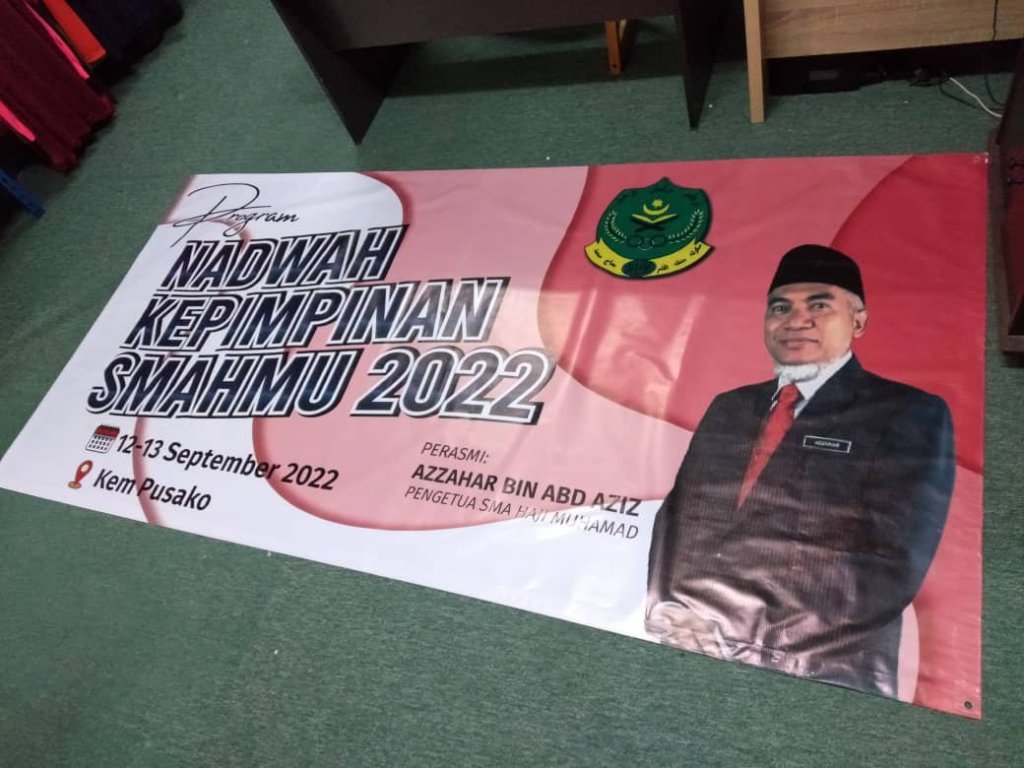 Program
NADWAH
KEPIMPINAN
SMAHMU 2022
12-13 September 2022
Kem Pusako
PERASMI:
AZZAHAR BIN ABD AZIZ
PENGETUA SMA HAJI MUHAMAD